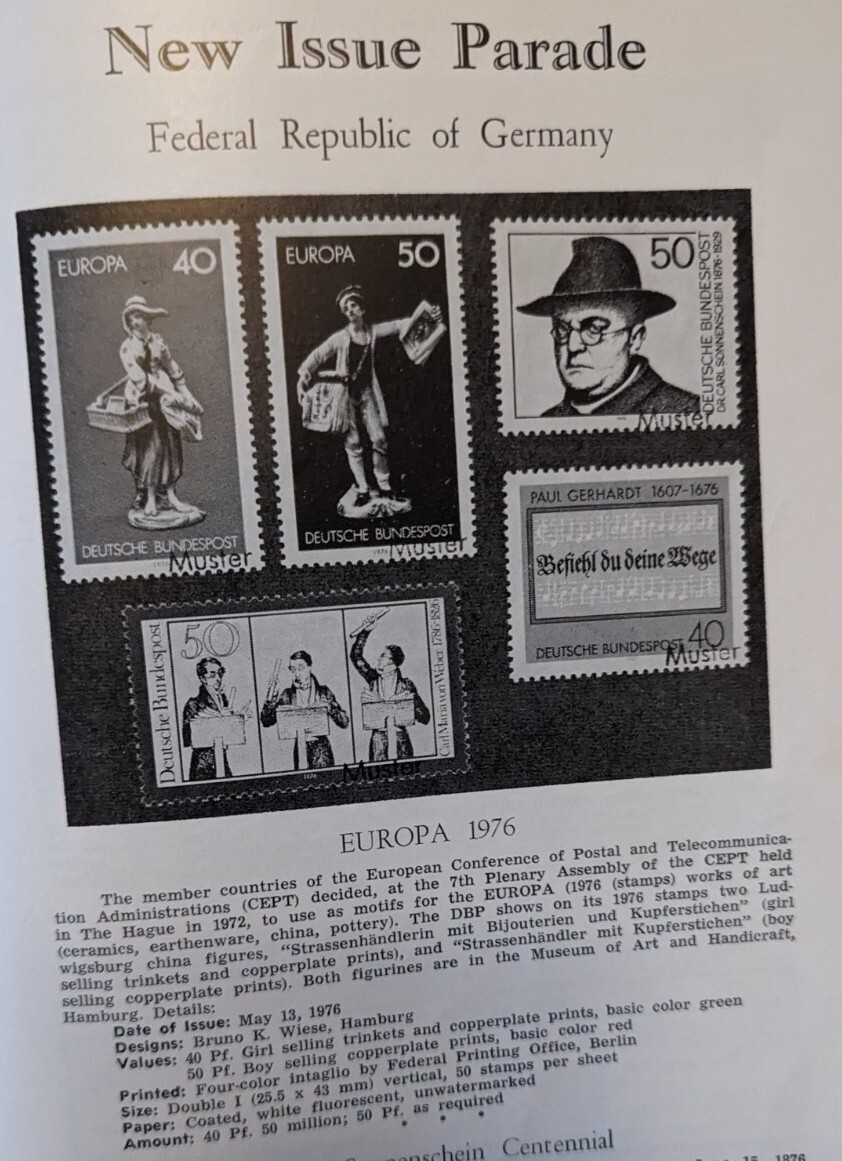 New Issue Parade
Federal Republic of Germany
EUROPA 40
DEUTSCHE BUNDESPOST
1976 Muster
EUROPA 50
DEUTSCHE BUNDESPOST
1976 Muster
50
DEUTSCHE BUNDESPOST
DR. CARL SONNENSCHEIN 1876-1929
Muster
PAUL GERHARDT 1607-1676
Befiehl du deine Wege
DEUTSCHE BUNDESPOST 40
Muster
Deutsche Bundespost
50
Carl Maria von Weber 1786-1826
1976 Muster
EUROPA 1976
The member countries of the European Conference of Postal and Telecommunica-
tion Administrations (CEPT) decided, at the 7th Plenary Assembly of the CEPT held
in The Hague in 1972, to use as motifs for the EUROPA (1976 (stamps) works of art
(ceramics, earthenware, china, pottery). The DBP shows on its 1976 stamps two Lud-
wigsburg china figures, "Strassenhändlerin mit Bijouterien und Kupferstichen" (girl
selling trinkets and copperplate prints), and "Strassenhändler mit Kupferstichen" (boy
selling copperplate prints). Both figurines are in the Museum of Art and Handicraft,
Hamburg. Details:
Date of Issue: May 13, 1976
Designs: Bruno K. Wiese, Hamburg
Values: 40 Pf. Girl selling trinkets and copperplate prints, basic color green
50 Pf. Boy selling copperplate prints, basic color red
Printed: Four-color intaglio by Federal Printing Office, Berlin
Size: Double I (25.5 x 43 mm) vertical, 50 stamps per sheet
Paper: Coated, white fluorescent, unwatermarked
Amount: 40 Pf. 50 million; 50 Pf. as required
* * *
Centennial
1876